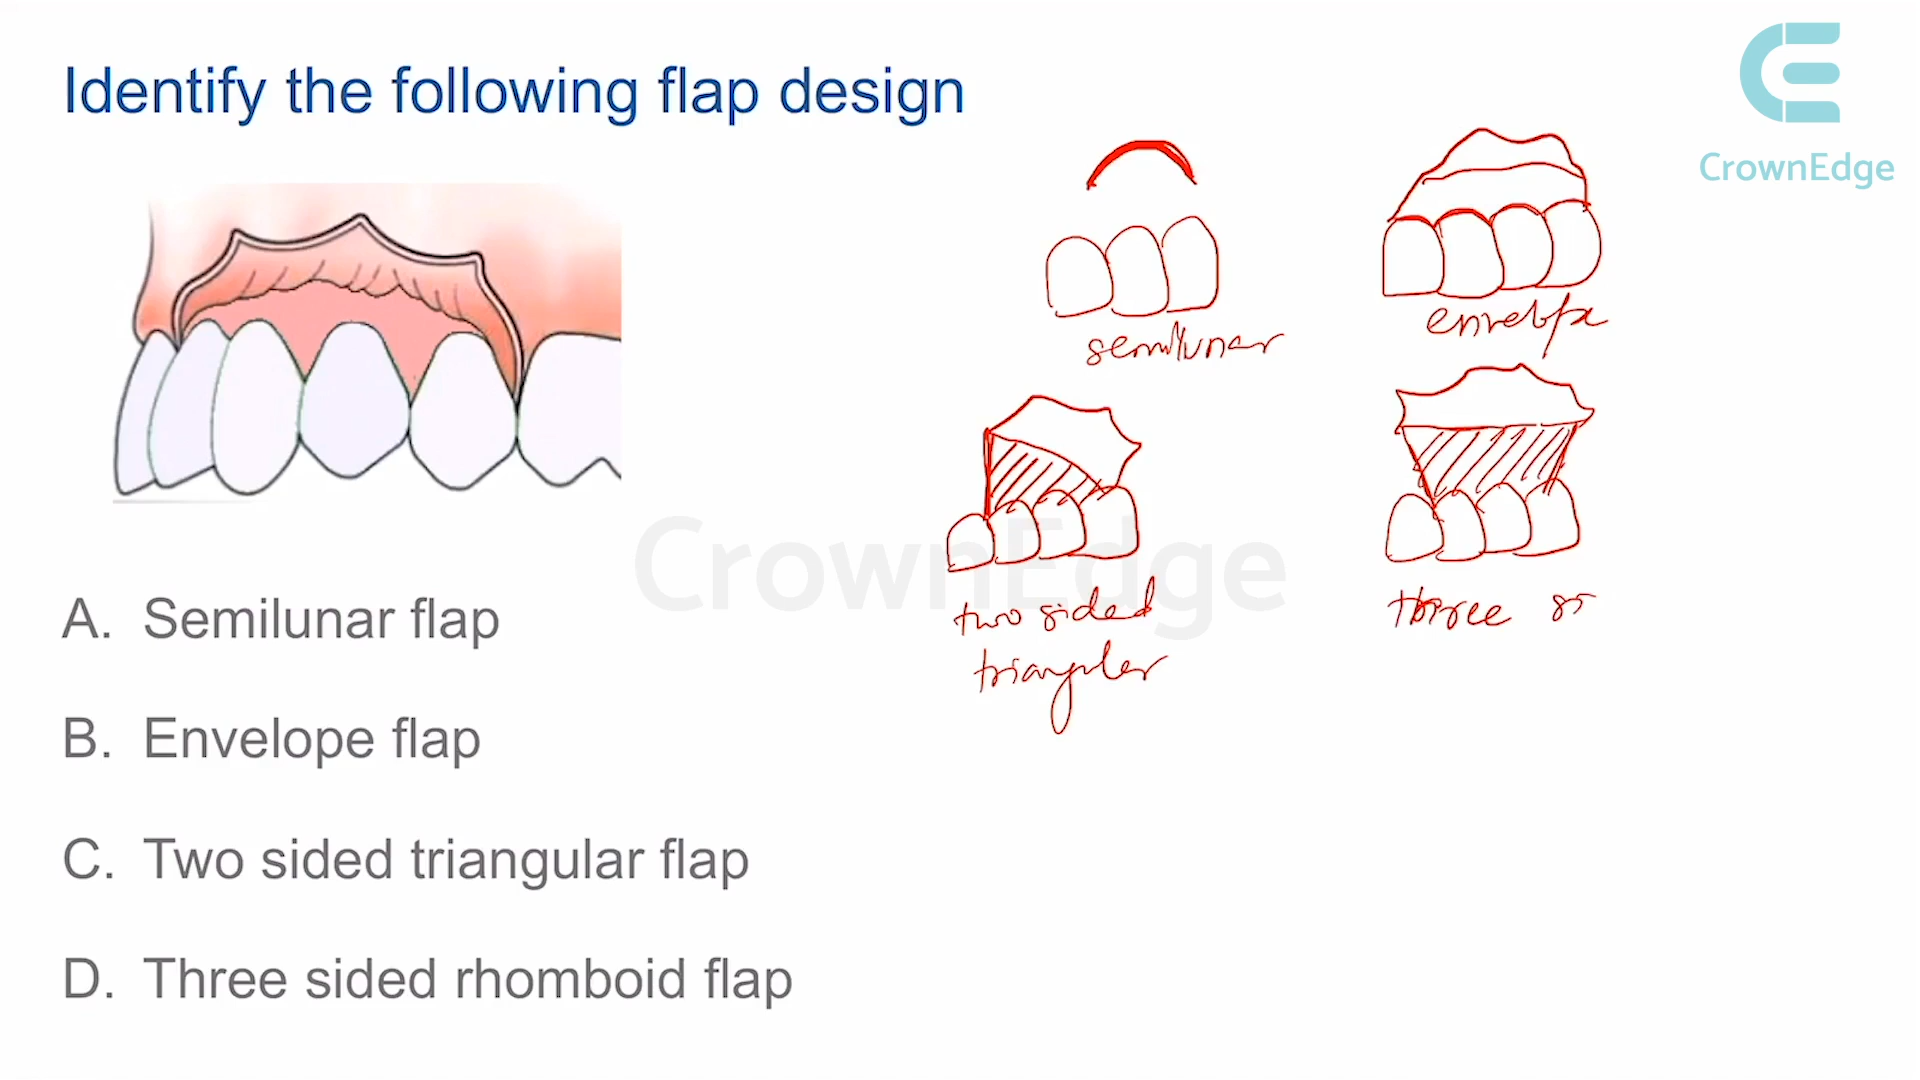 Identify the following flap design
CrownEdge
semilunar
envelope
two sided
triangular
three si
CrownEdge
A. Semilunar flap
B. Envelope flap
C. Two sided triangular flap
D. Three sided rhomboid flap